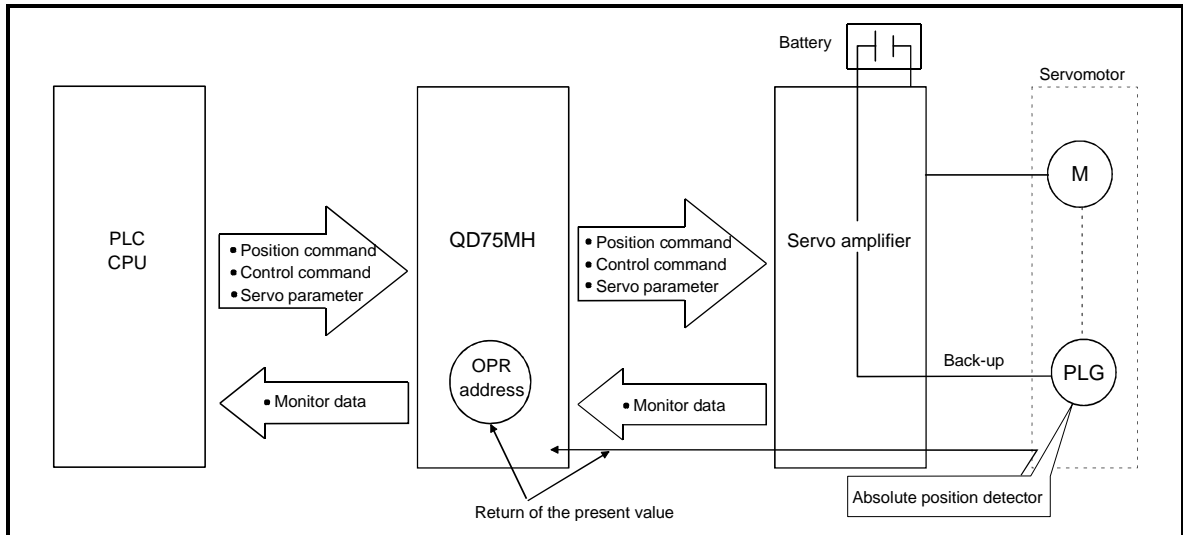 Battery
Servomotor
M
PLC
CPU
• Position command
• Control command
• Servo parameter
QD75MH
• Position command
• Control command
• Servo parameter
Servo amplifier
OPR
address
Back-up
PLG
• Monitor data
• Monitor data
Absolute position detector
Return of the present value